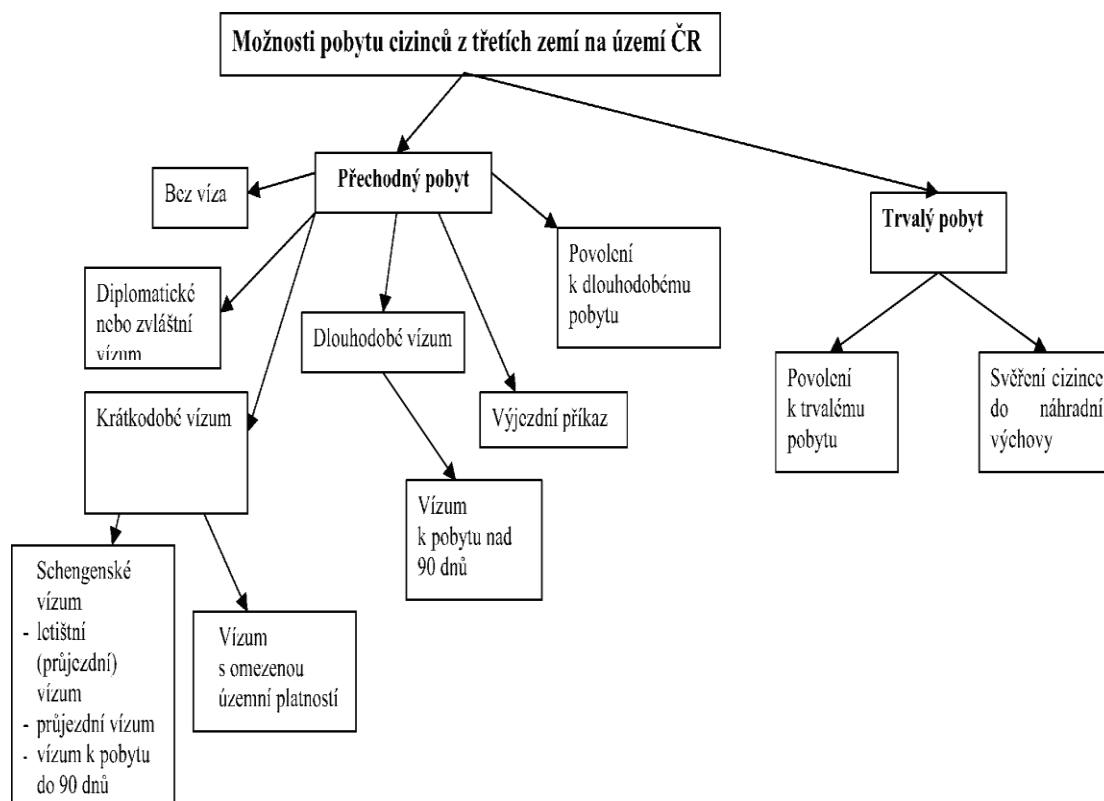 Možnosti pobytu cizinců z třetích zemí na území ČR
Přechodný pobyt
Bez víza
Trvalý pobyt
Povolení
k dlouhodobému
pobytu
Diplomatické
nebo zvláštní
vízum
Dlouhodobé vízum
Povolení
k trvalému
pobytu
Svěření cizince
do náhradní
výchovy
Krátkodobé vízum
Výjezdní příkaz
Vízum
k pobytu nad
90 dnů
Schengenské
vízum
- letištní
(průjezdní)
vízum
- průjezdní vízum
- vízum k pobytu
do 90 dnů
Vízum
s omezenou
územní platností